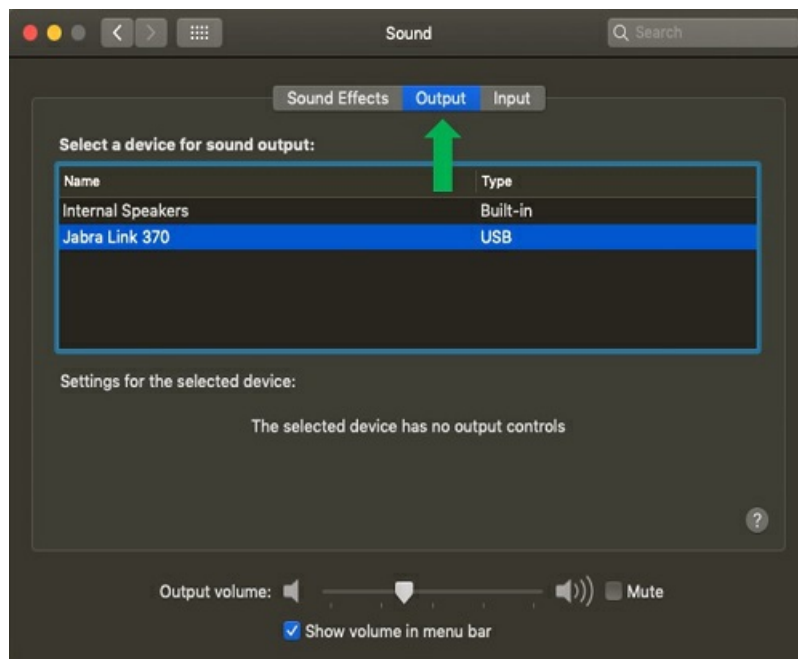 Sound
Search
Sound Effects Output Input
Select a device for sound output:
Name Type
Internal Speakers Built-in
Jabra Link 370 USB
Settings for the selected device:
The selected device has no output controls
?
Output volume: Mute
Show volume in menu bar